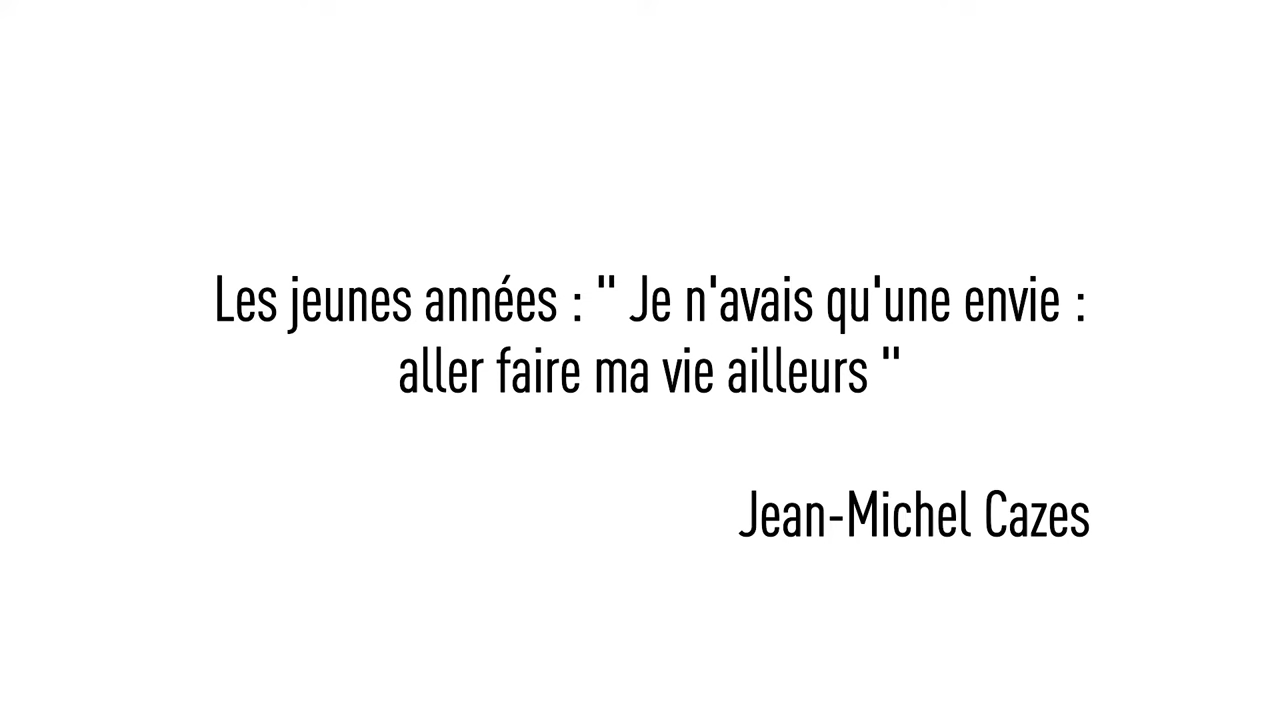 Les jeunes années : " Je n'avais qu'une envie :
aller faire ma vie ailleurs "
Jean-Michel Cazes